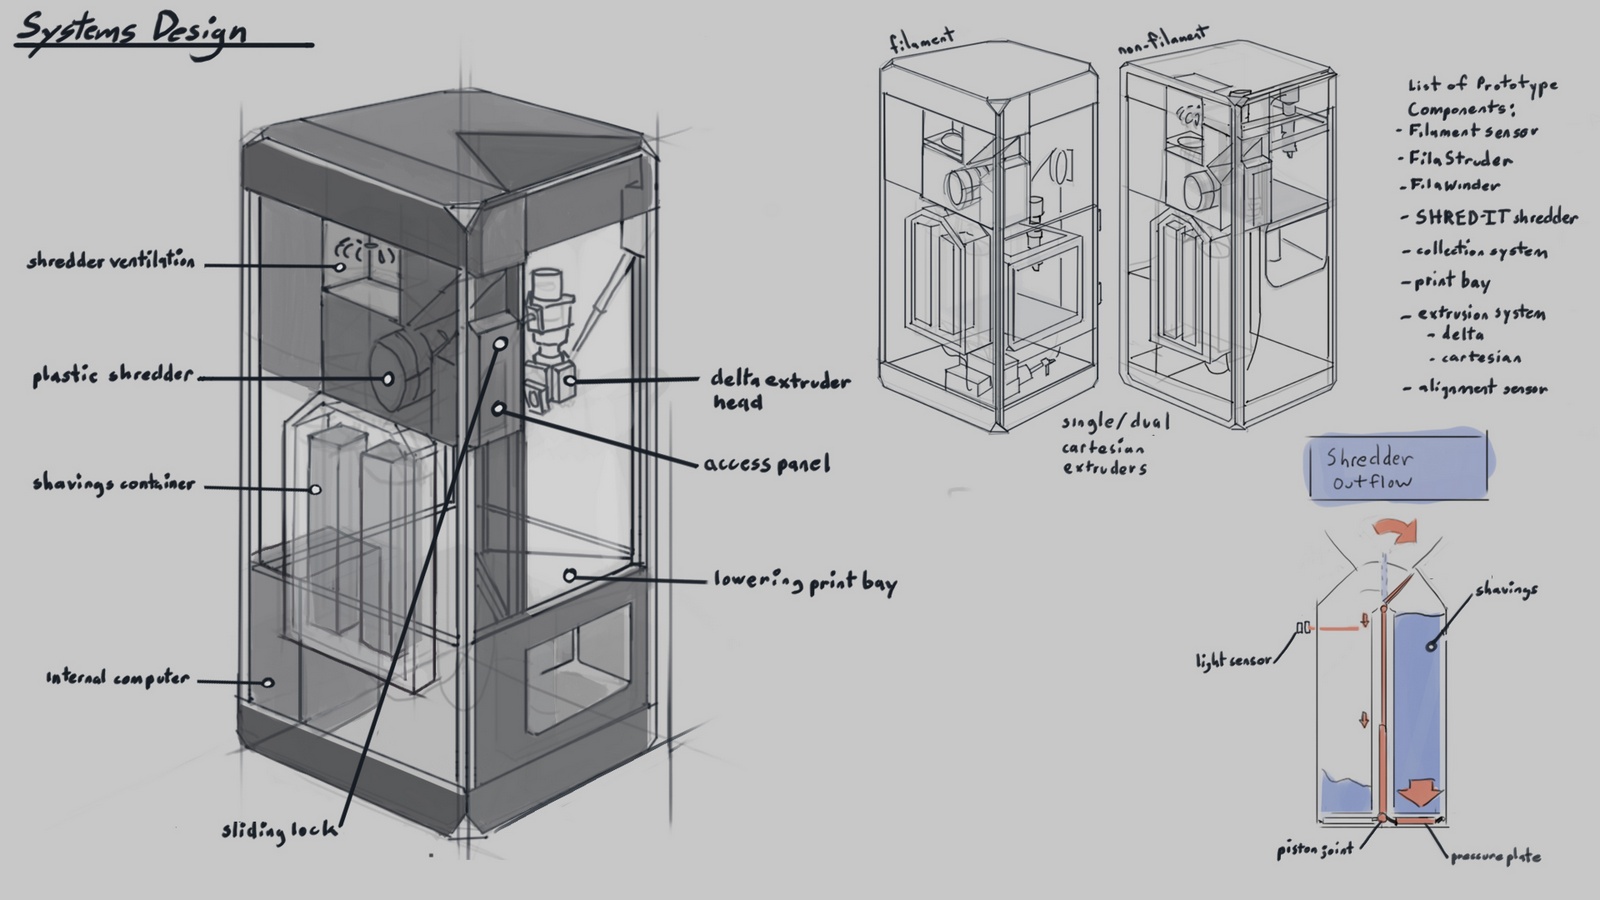 Systems Design
shredder ventilation
plastic shredder
shavings container
internal computer
sliding lock
delta extruder
head
access panel
lowering print bay
filament
non-filament
single/dual
cartesian
extruders
List of Prototype
Components:
- Filament sensor
- FilaStruder
- FilaWinder
- SHRED-IT shredder
- collection system
- print bay
- extrusion system
- delta
- cartesian
- alignment sensor
Shredder
Outflow
shavings
light sensor
piston joint
pressure plate